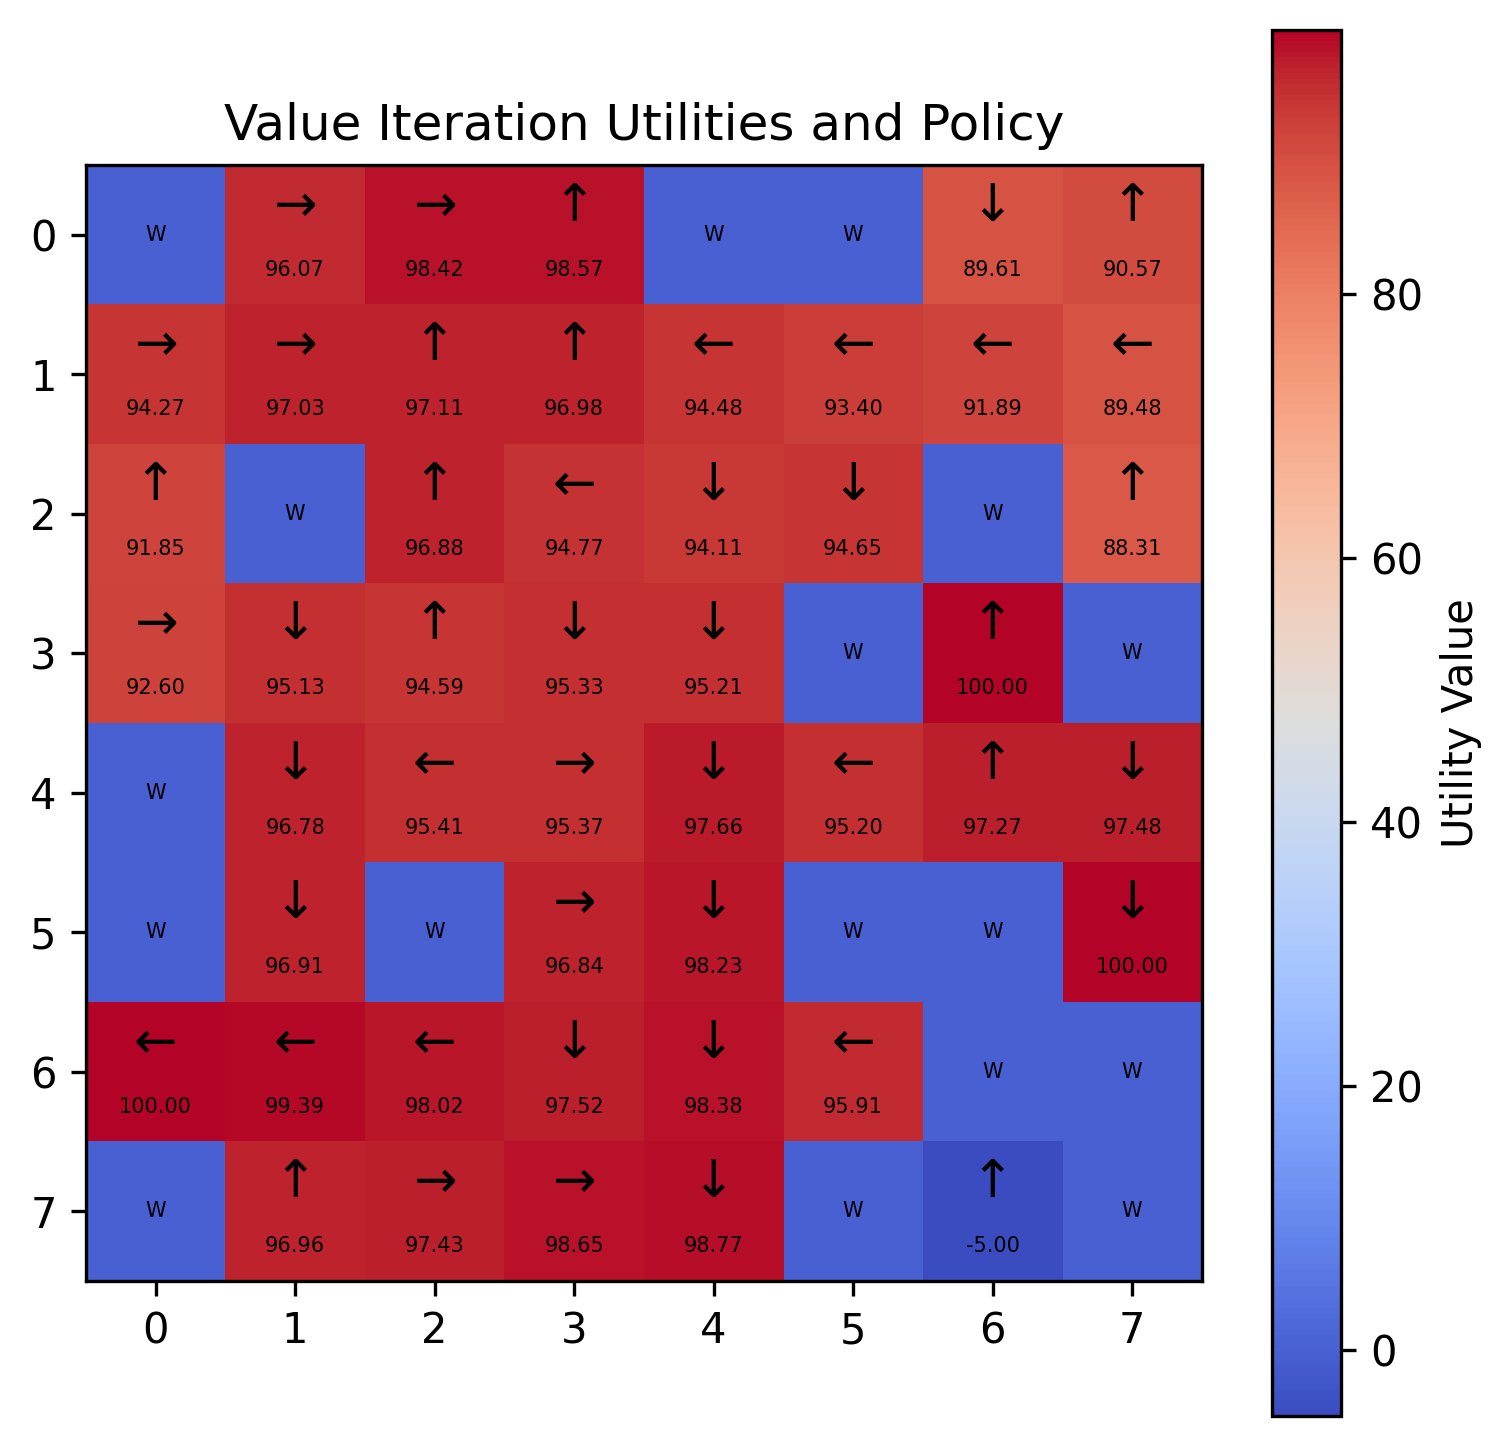 Value Iteration Utilities and Policy
0 W → → ↑ W W ↓ ↑
96.07 98.42 98.57 89.61 90.57
1 → → ↑ ↑ ← ← ← ←
94.27 97.03 97.11 96.98 94.48 93.40 91.89 89.48
2 ↑ W ↑ ← ↓ ↓ W ↑
91.85 96.88 94.77 94.11 94.65 88.31
3 → ↓ ↑ ↓ ↓ W ↑ W
92.60 95.13 94.59 95.33 95.21 100.00
4 W ↓ ← → ↓ ← ↑ ↓
96.78 95.41 95.37 97.66 95.20 97.27 97.48
5 W ↓ W → ↓ W W ↓
96.91 96.84 98.23 100.00
6 ← ← ← ↓ ↓ ← W W
100.00 99.39 98.02 97.52 98.38 95.91
7 W ↑ → → ↓ W ↑ W
96.96 97.43 98.65 98.77 -5.00
0 1 2 3 4 5 6 7
80
60
40
20
0
Utility Value